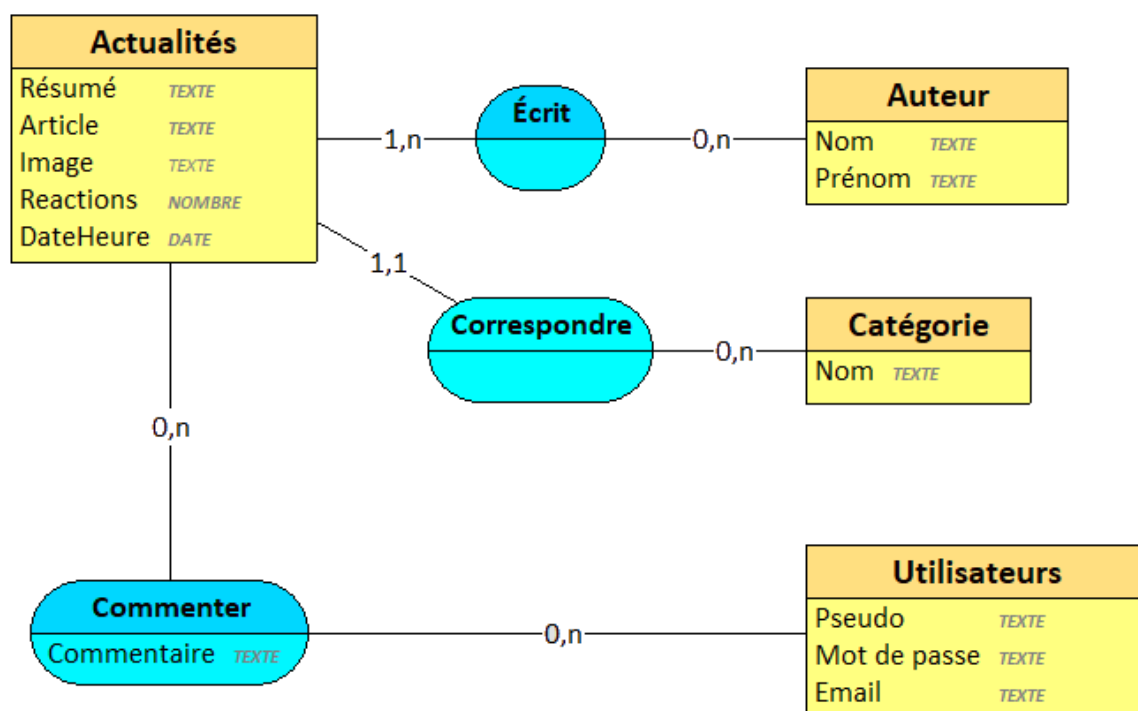 Actualités
Résumé TEXTE
Article TEXTE
Image TEXTE
Reactions NOMBRE
DateHeure DATE
1,n
Écrit
0,n
Auteur
Nom TEXTE
Prénom TEXTE
1,1
Correspondre
0,n
Catégorie
Nom TEXTE
0,n
Commenter
Commentaire TEXTE
0,n
Utilisateurs
Pseudo TEXTE
Mot de passe TEXTE
Email TEXTE